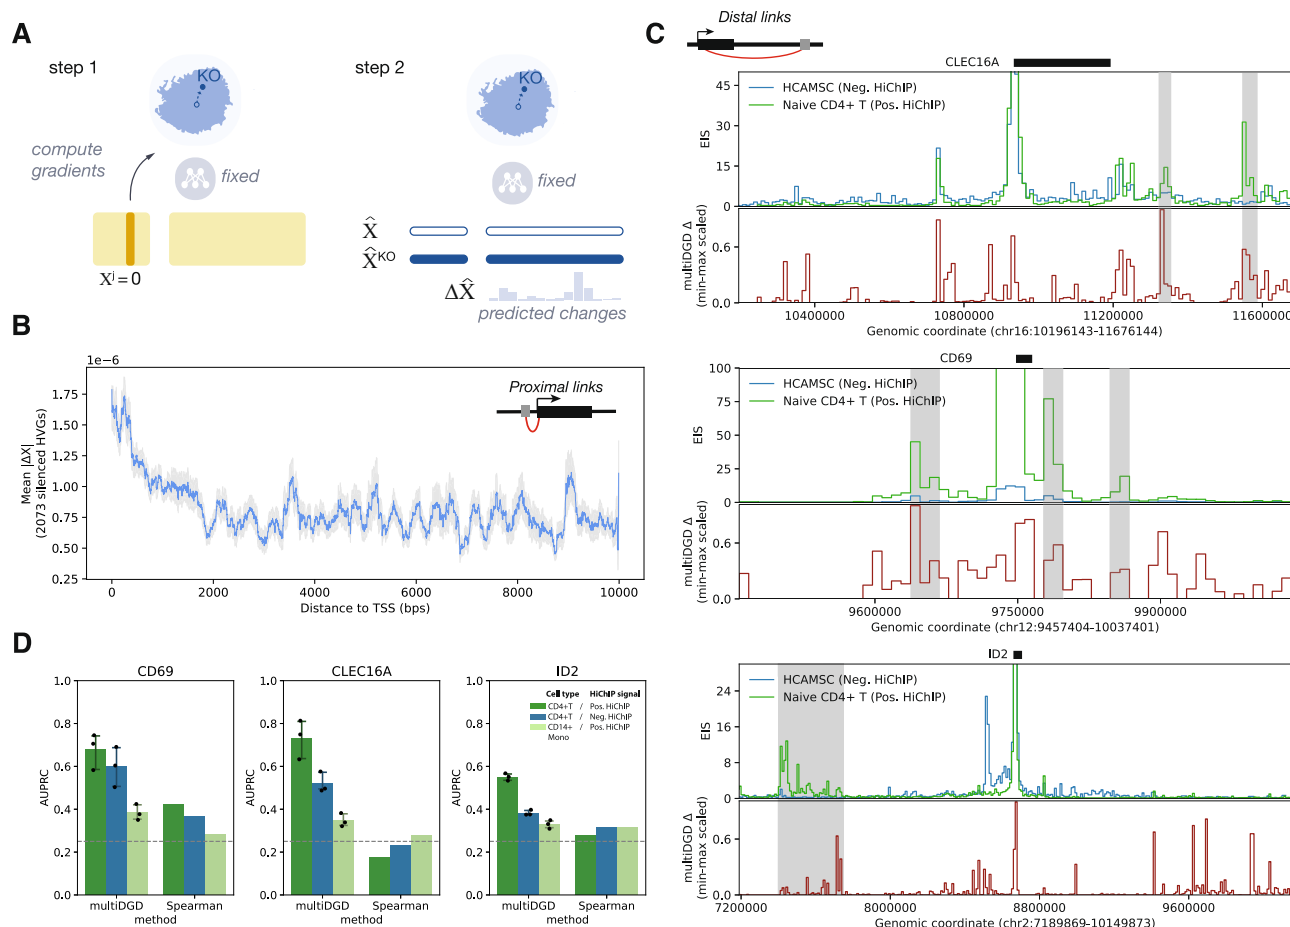 A
step 1
KO
compute
gradients
fixed
X^j = 0
step 2
KO
fixed
X̂
X̂^KO
ΔX̂
predicted changes
B
1e−6
Mean |ΔX|
(2073 silenced HVGs)
1.75
1.50
1.25
1.00
0.75
0.50
0.25
0
2000
4000
6000
8000
10000
Distance to TSS (bps)
Proximal links
C
Distal links
CLEC16A
HCAMSC (Neg. HiChIP)
Naive CD4+ T (Pos. HiChIP)
EIS
45
30
15
0
multiDGD Δ
(min-max scaled)
0.6
0.0
10400000
10800000
11200000
11600000
Genomic coordinate (chr16:10196143-11676144)
CD69
HCAMSC (Neg. HiChIP)
Naive CD4+ T (Pos. HiChIP)
EIS
100
75
50
25
0
multiDGD Δ
(min-max scaled)
0.6
0.0
9600000
9750000
9900000
Genomic coordinate (chr12:9457404-10037401)
ID2
HCAMSC (Neg. HiChIP)
Naive CD4+ T (Pos. HiChIP)
EIS
24
16
8
0
multiDGD Δ
(min-max scaled)
0.6
0.0
7200000
8000000
8800000
9600000
Genomic coordinate (chr2:7189869-10149873)
D
CD69
AUPRC
1.0
0.8
0.6
0.4
0.2
0.0
multiDGD
Spearman
method
CLEC16A
AUPRC
1.0
0.8
0.6
0.4
0.2
0.0
multiDGD
Spearman
method
ID2
AUPRC
1.0
0.8
0.6
0.4
0.2
0.0
Cell type HiChIP signal
CD4+T / Pos. HiChIP
CD4+T / Neg. HiChIP
CD14+ / Pos. HiChIP
Mono
multiDGD
Spearman
method